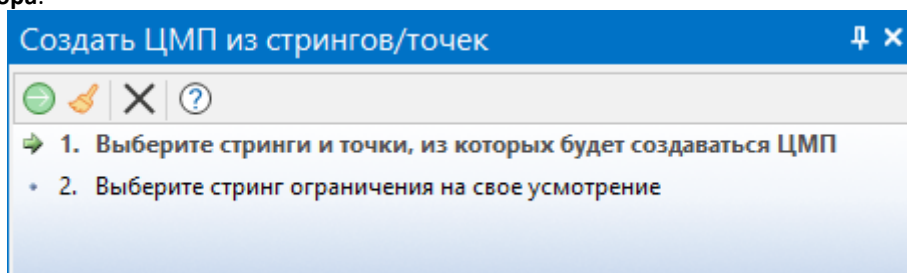 ора.
Создать ЦМП из стрингов/точек
1. Выберите стринги и точки, из которых будет создаваться ЦМП
2. Выберите стринг ограничения на свое усмотрение